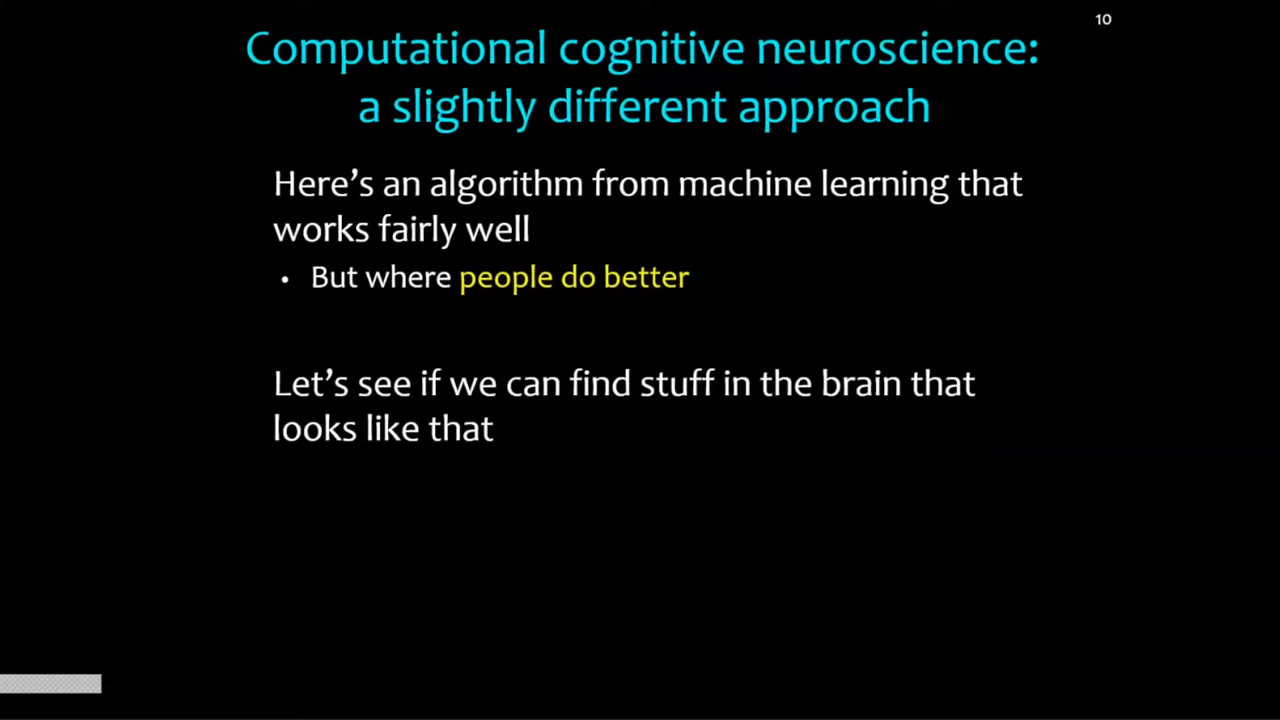 10
Computational cognitive neuroscience:
a slightly different approach
Here’s an algorithm from machine learning that
works fairly well
• But where people do better
Let’s see if we can find stuff in the brain that
looks like that